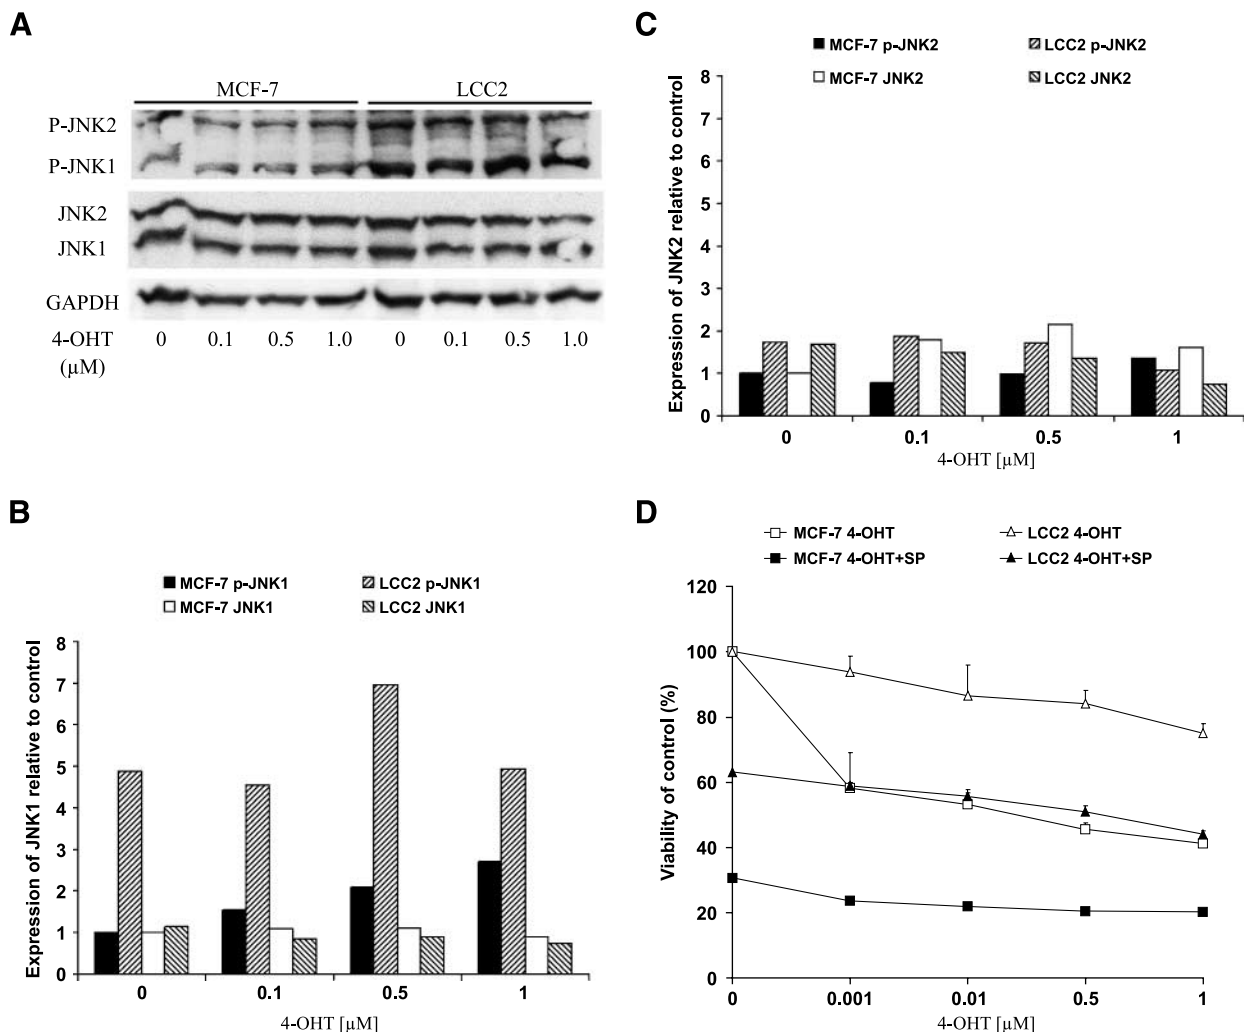 A
MCF-7 LCC2
P-JNK2
P-JNK1
JNK2
JNK1
GAPDH
4-OHT 0 0.1 0.5 1.0 0 0.1 0.5 1.0
(µM)
B
MCF-7 p-JNK1 LCC2 p-JNK1
MCF-7 JNK1 LCC2 JNK1
Expression of JNK1 relative to control
8
7
6
5
4
3
2
1
0
0 0.1 0.5 1
4-OHT [µM]
C
MCF-7 p-JNK2 LCC2 p-JNK2
MCF-7 JNK2 LCC2 JNK2
Expression of JNK2 relative to control
8
7
6
5
4
3
2
1
0
0 0.1 0.5 1
4-OHT [µM]
D
MCF-7 4-OHT LCC2 4-OHT
MCF-7 4-OHT+SP LCC2 4-OHT+SP
Viability of control (%)
120
100
80
60
40
20
0
0 0.001 0.01 0.5 1
4-OHT [µM]